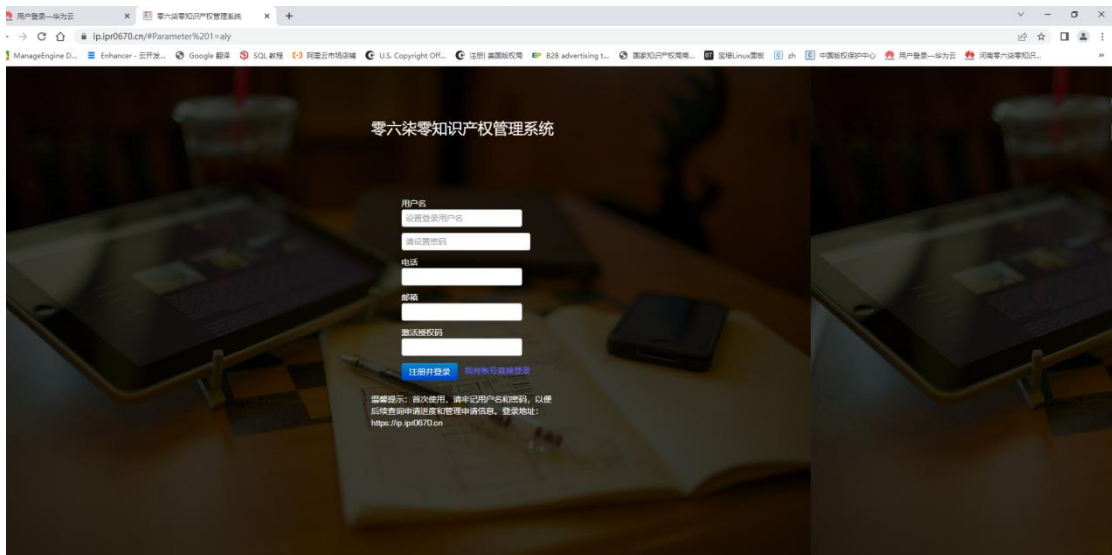 用户登录—华为云
零六柒零知识产权管理系统
ip.ipr0670.cn/#Parameter%201=aly
ManageEngine D...
Enhancer - 云开发...
Google 翻译
SQL 教程
阿里云市场店铺
U.S. Copyright Off...
注册| 美国版权局
B2B advertising t...
国家知识产权局商...
宝塔Linux面板
zh
中国版权保护中心
用户登录—华为云
河南零六柒零知识...
零六柒零知识产权管理系统
用户名
设置登录用户名
请设置密码
电话
邮箱
激活授权码
注册并登录 我有账号直接登录
温馨提示：首次使用，请牢记用户名和密码，以便
后续查询申请进度和管理申请信息。登录地址：
https://ip.ipr0670.cn